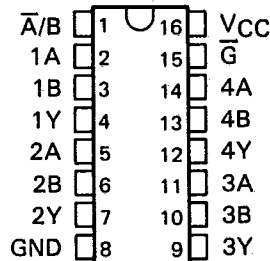 A̅/B 1 16 VCC
1A 2 15 G̅
1B 3 14 4A
1Y 4 13 4B
2A 5 12 4Y
2B 6 11 3A
2Y 7 10 3B
GND 8 9 3Y